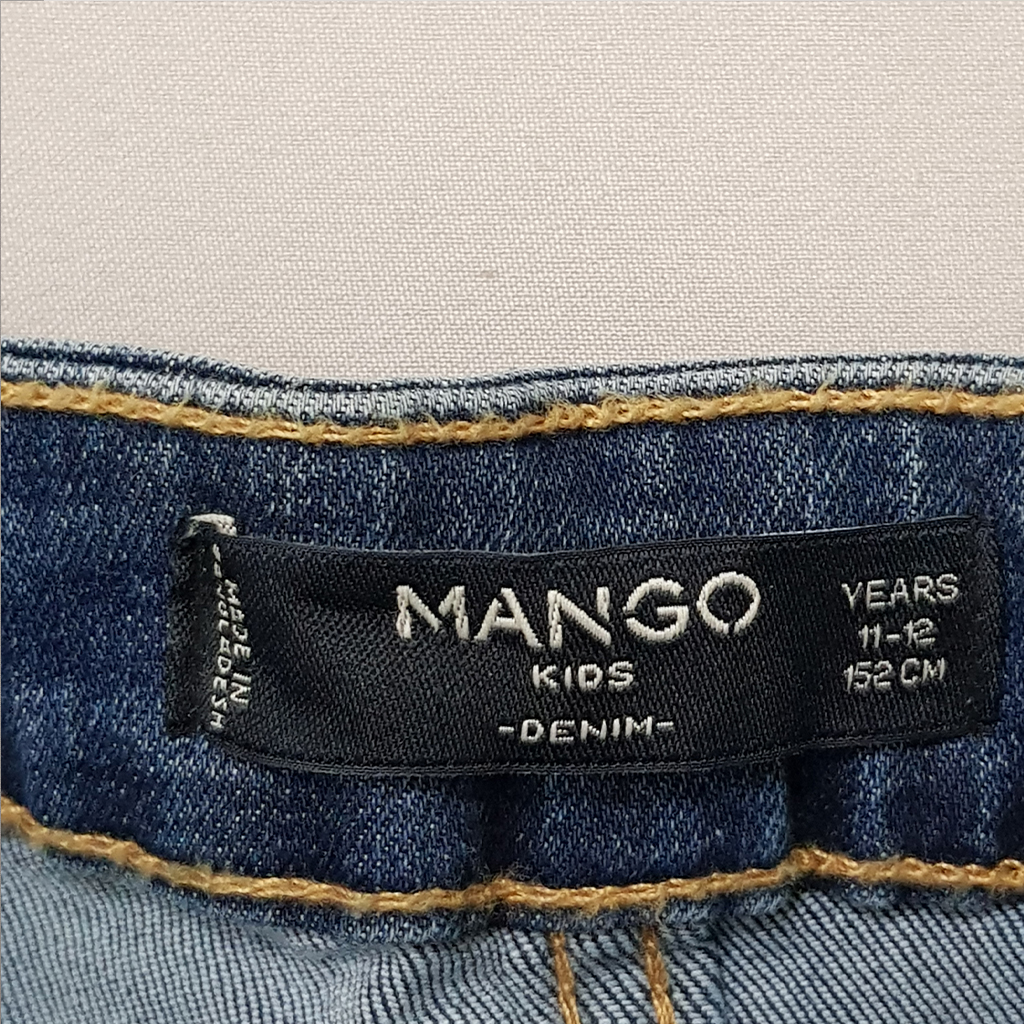 MANGO
KIDS
-DENIM-
YEARS
11-12
152 CM
MADE IN
BANGLADESH